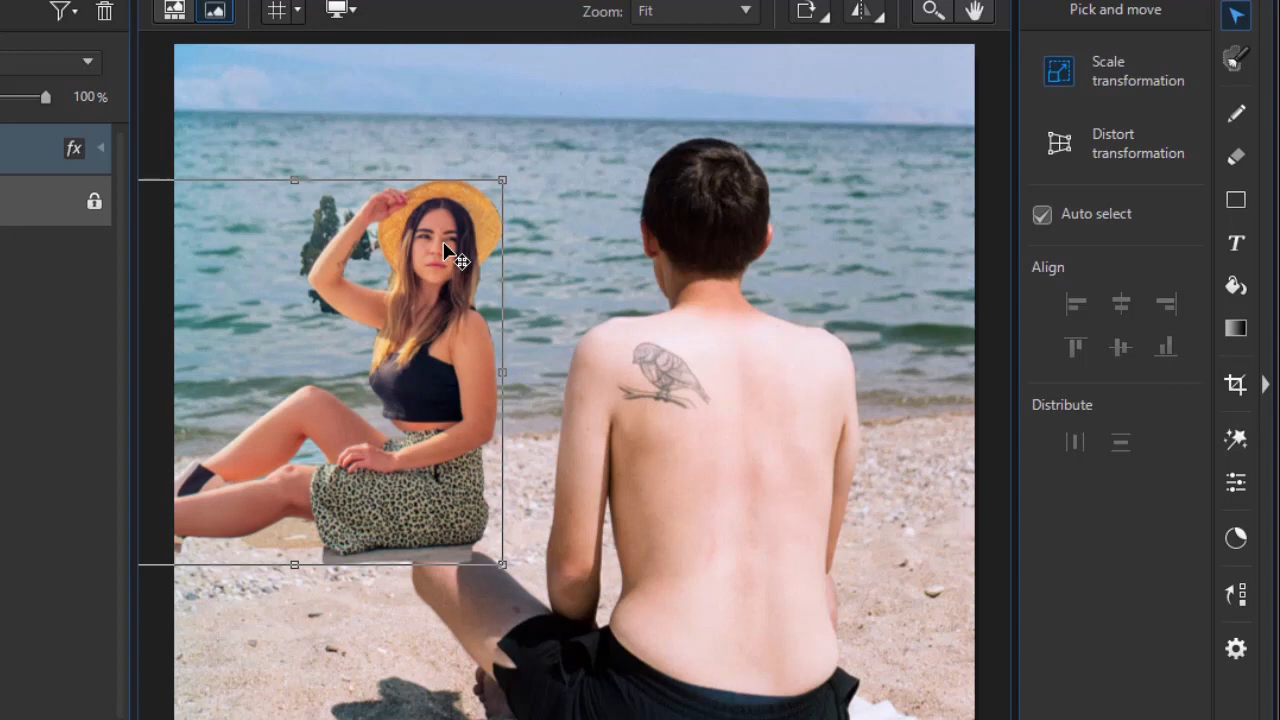 Zoom:
Fit
Pick and move
100%
fx
Scale
transformation
Distort
transformation
Auto select
Align
Distribute
T